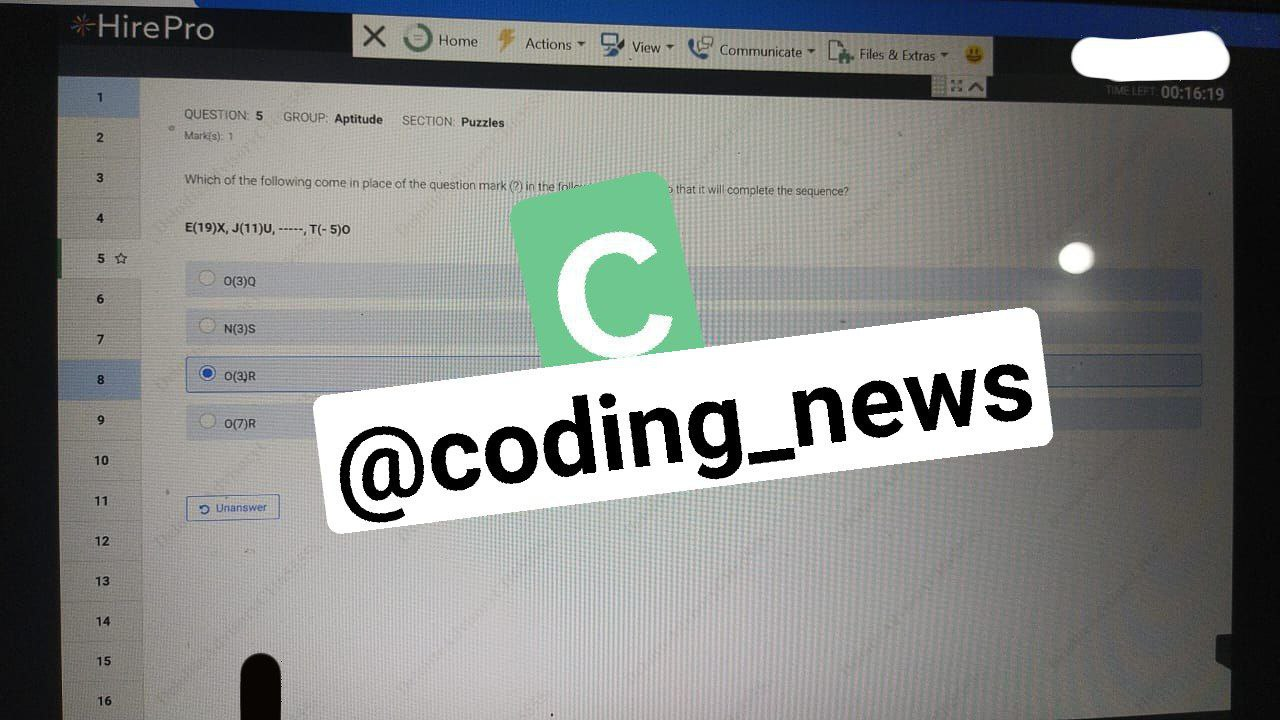 HirePro
Home Actions View Communicate Files & Extras
TIME LEFT: 00:16:19
QUESTION: 5 GROUP: Aptitude SECTION: Puzzles
Mark(s): 1
Which of the following come in place of the question mark (?) in the that it will complete the sequence?
E(19)X, J(11)U, -----, T(- 5)O
O(3)Q
N(3)S
O(3)R
O(7)R
Unanswer
1
2
3
4
5
6
7
8
9
10
11
12
13
14
15
16
C
@coding_news